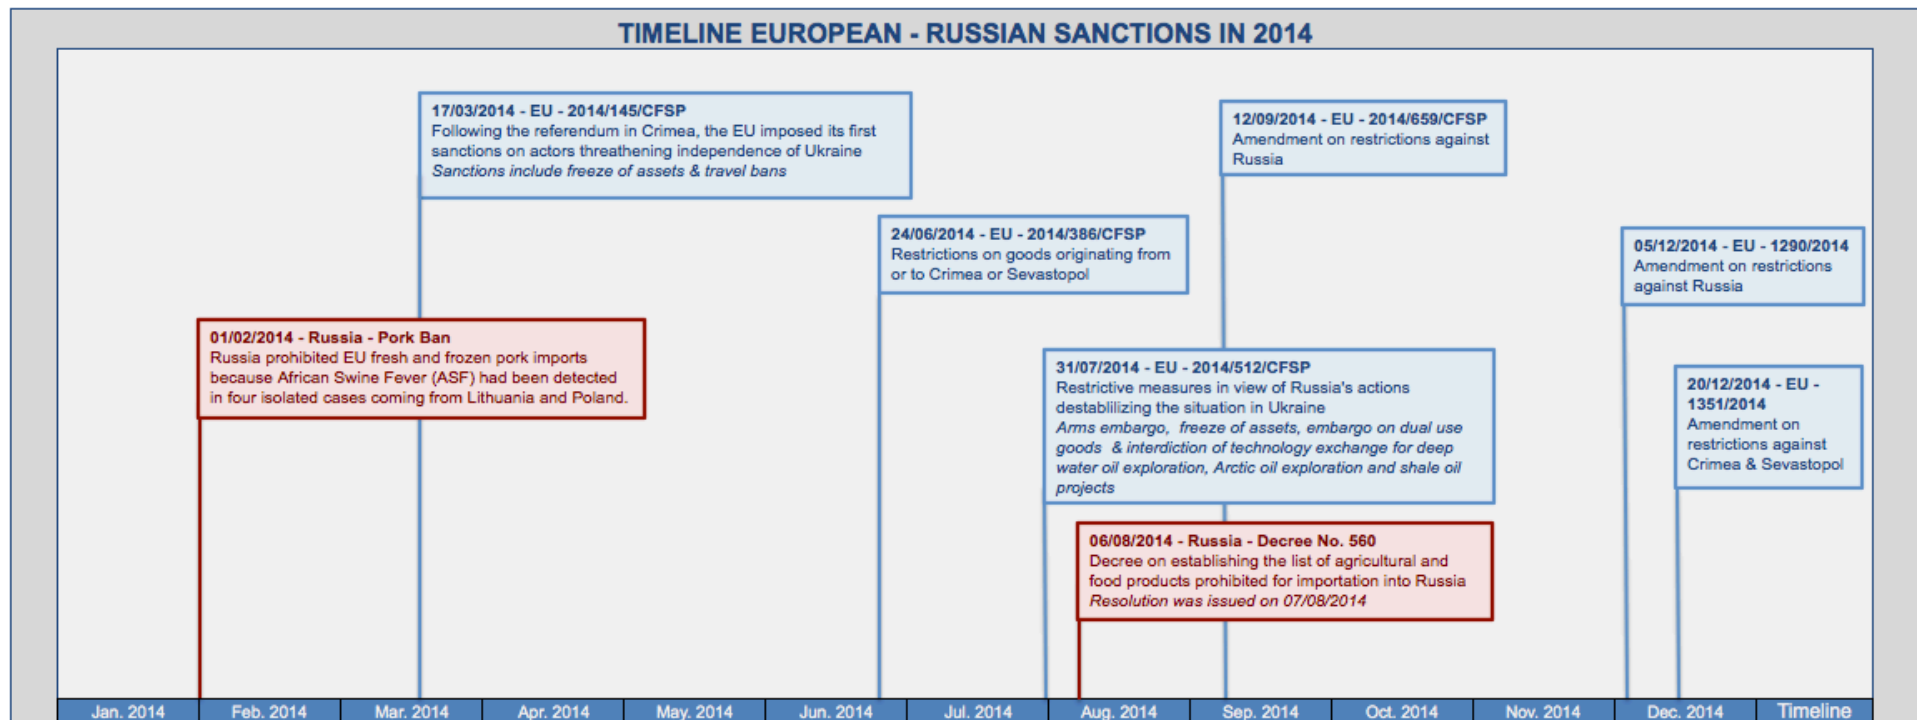 TIMELINE EUROPEAN - RUSSIAN SANCTIONS IN 2014
17/03/2014 - EU - 2014/145/CFSP
Following the referendum in Crimea, the EU imposed its first
sanctions on actors threathening independence of Ukraine
Sanctions include freeze of assets & travel bans
12/09/2014 - EU - 2014/659/CFSP
Amendment on restrictions against
Russia
24/06/2014 - EU - 2014/386/CFSP
Restrictions on goods originating from
or to Crimea or Sevastopol
05/12/2014 - EU - 1290/2014
Amendment on restrictions
against Russia
01/02/2014 - Russia - Pork Ban
Russia prohibited EU fresh and frozen pork imports
because African Swine Fever (ASF) had been detected
in four isolated cases coming from Lithuania and Poland.
31/07/2014 - EU - 2014/512/CFSP
Restrictive measures in view of Russia's actions
destablilizing the situation in Ukraine
Arms embargo, freeze of assets, embargo on dual use
goods & interdiction of technology exchange for deep
water oil exploration, Arctic oil exploration and shale oil
projects
20/12/2014 - EU -
1351/2014
Amendment on
restrictions against
Crimea & Sevastopol
06/08/2014 - Russia - Decree No. 560
Decree on establishing the list of agricultural and
food products prohibited for importation into Russia
Resolution was issued on 07/08/2014
Jan. 2014 Feb. 2014 Mar. 2014 Apr. 2014 May. 2014 Jun. 2014 Jul. 2014 Aug. 2014 Sep. 2014 Oct. 2014 Nov. 2014 Dec. 2014 Timeline